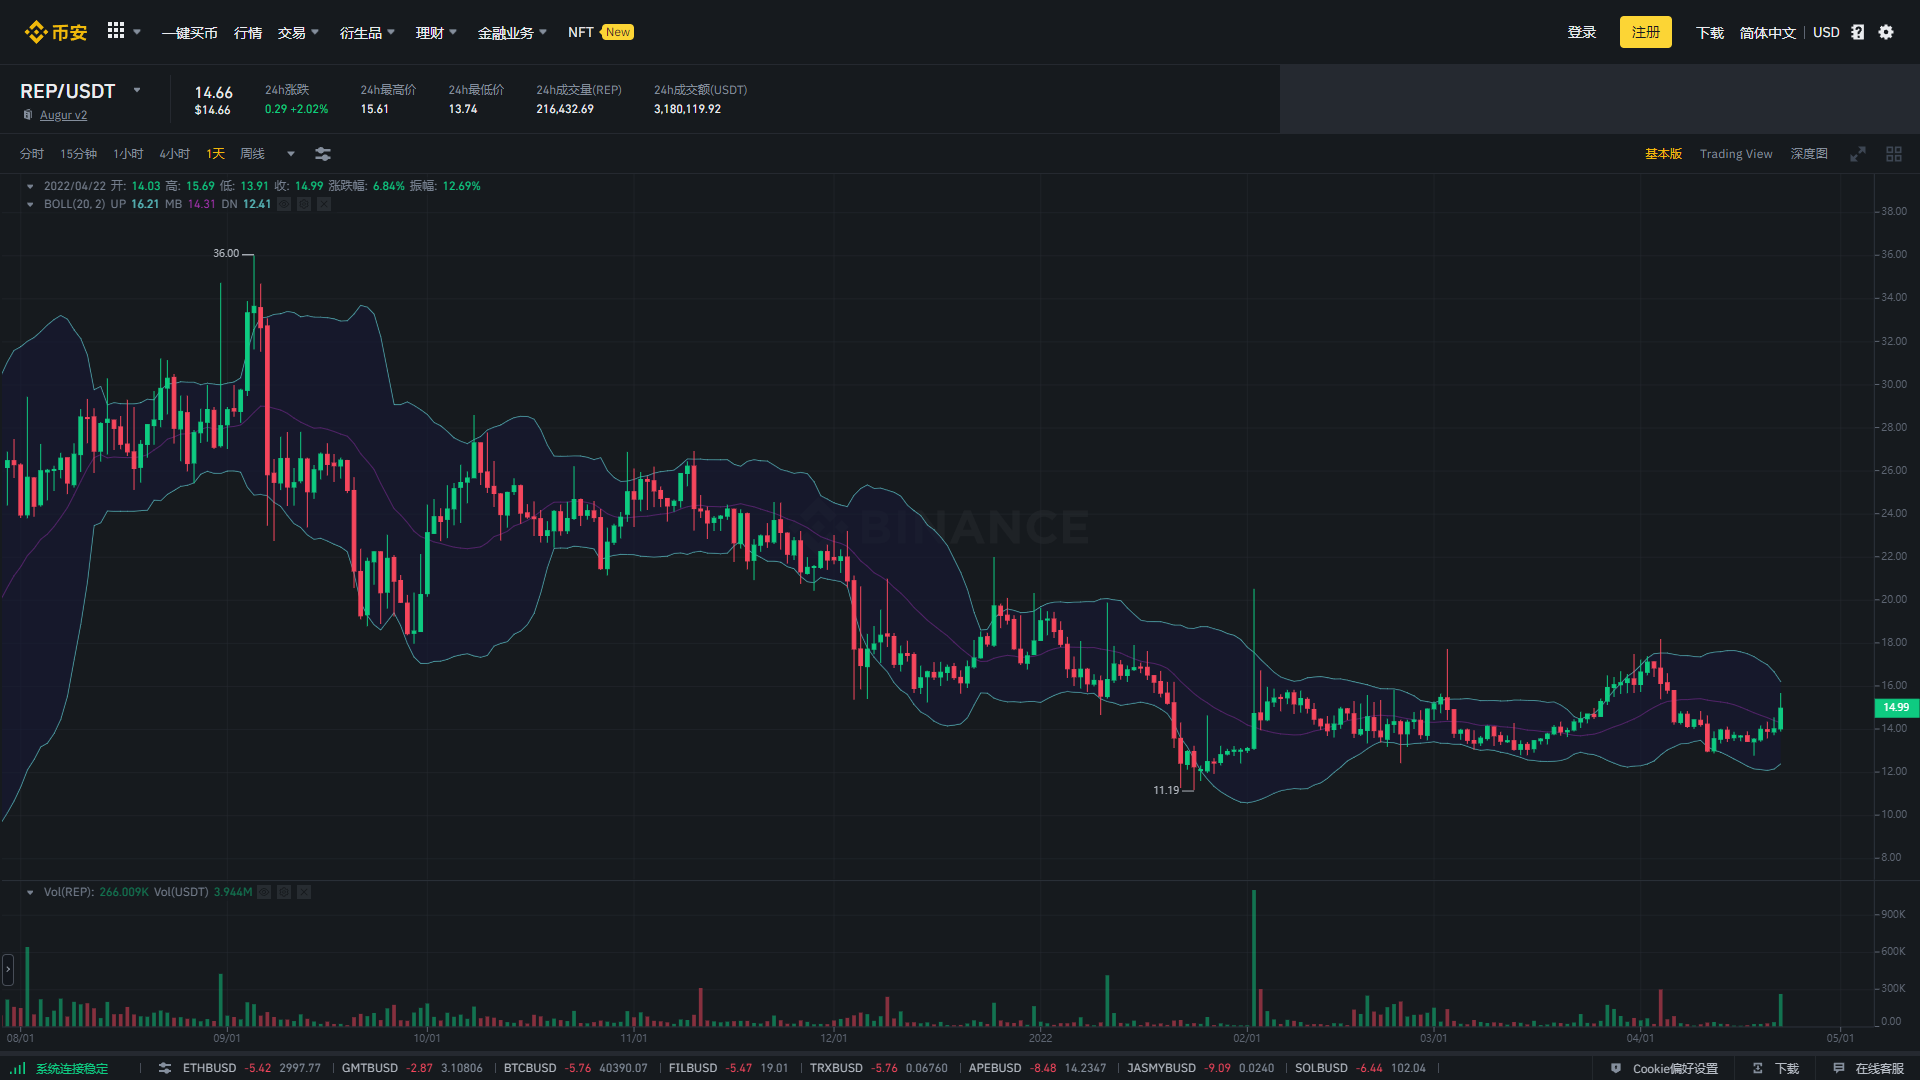 币安 一键买币 行情 交易 衍生品 理财 金融业务 NFT New 登录 注册 下载 简体中文 USD
REP/USDT 14.66 24h涨跌 24h最高价 24h最低价 24h成交量(REP) 24h成交额(USDT)
Augur v2 $14.66 0.29 +2.02% 15.61 13.74 216,432.69 3,180,119.92
分时 15分钟 1小时 4小时 1天 周线 基本版 Trading View 深度图
2022/04/22 开: 14.03 高: 15.69 低: 13.91 收: 14.99 涨跌幅: 6.84% 振幅: 12.69%
BOLL(20, 2) UP 16.21 MB 14.31 DN 12.41
38.00
36.00
36.00
34.00
32.00
30.00
28.00
26.00
24.00
BINANCE
22.00
20.00
18.00
16.00
14.99
14.00
12.00
11.19
10.00
8.00
Vol(REP): 266.009K Vol(USDT) 3.944M
900K
600K
300K
0.00
08/01 09/01 10/01 11/01 12/01 2022 02/01 03/01 04/01 05/01
系统连接稳定 ETHBUSD -5.42 2997.77 GMTBUSD -2.87 3.10806 BTCBUSD -5.76 40390.07 FILBUSD -5.47 19.01 TRXBUSD -5.76 0.06760 APEBUSD -8.48 14.2347 JASMYBUSD -9.09 0.0240 SOLBUSD -6.44 102.04 Cookie偏好设置 下载 在线客服